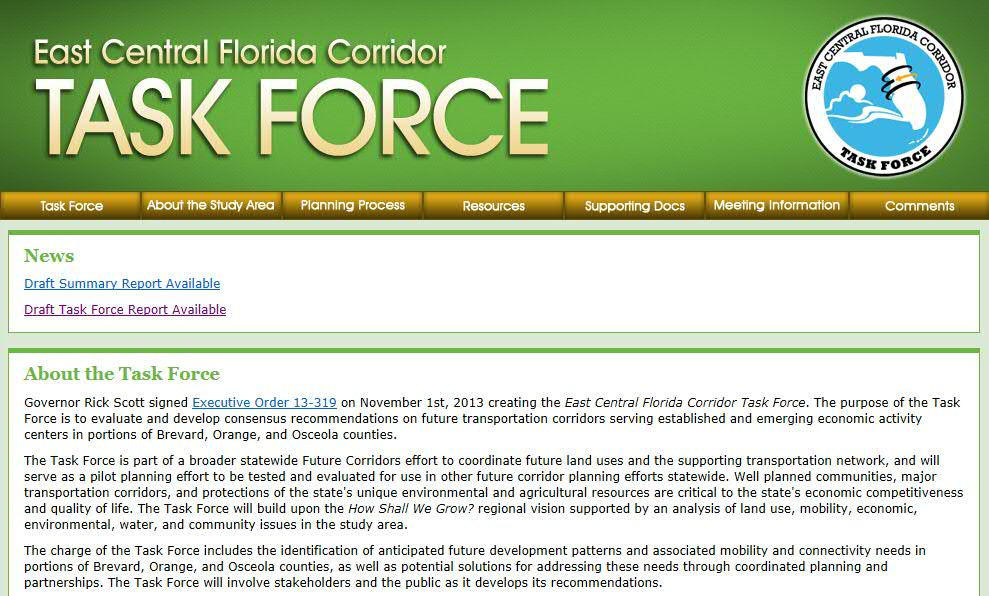 East Central Florida Corridor
TASK FORCE
EAST CENTRAL FLORIDA CORRIDOR
TASK FORCE
Task Force
About the Study Area
Planning Process
Resources
Supporting Docs
Meeting Information
Comments
News
Draft Summary Report Available
Draft Task Force Report Available
About the Task Force
Governor Rick Scott signed Executive Order 13-319 on November 1st, 2013 creating the East Central Florida Corridor Task Force. The purpose of the Task
Force is to evaluate and develop consensus recommendations on future transportation corridors serving established and emerging economic activity
centers in portions of Brevard, Orange, and Osceola counties.
The Task Force is part of a broader statewide Future Corridors effort to coordinate future land uses and the supporting transportation network, and will
serve as a pilot planning effort to be tested and evaluated for use in other future corridor planning efforts statewide. Well planned communities, major
transportation corridors, and protections of the state's unique environmental and agricultural resources are critical to the state's economic competitiveness
and quality of life. The Task Force will build upon the How Shall We Grow? regional vision supported by an analysis of land use, mobility, economic,
environmental, water, and community issues in the study area.
The charge of the Task Force includes the identification of anticipated future development patterns and associated mobility and connectivity needs in
portions of Brevard, Orange, and Osceola counties, as well as potential solutions for addressing these needs through coordinated planning and
partnerships. The Task Force will involve stakeholders and the public as it develops its recommendations.